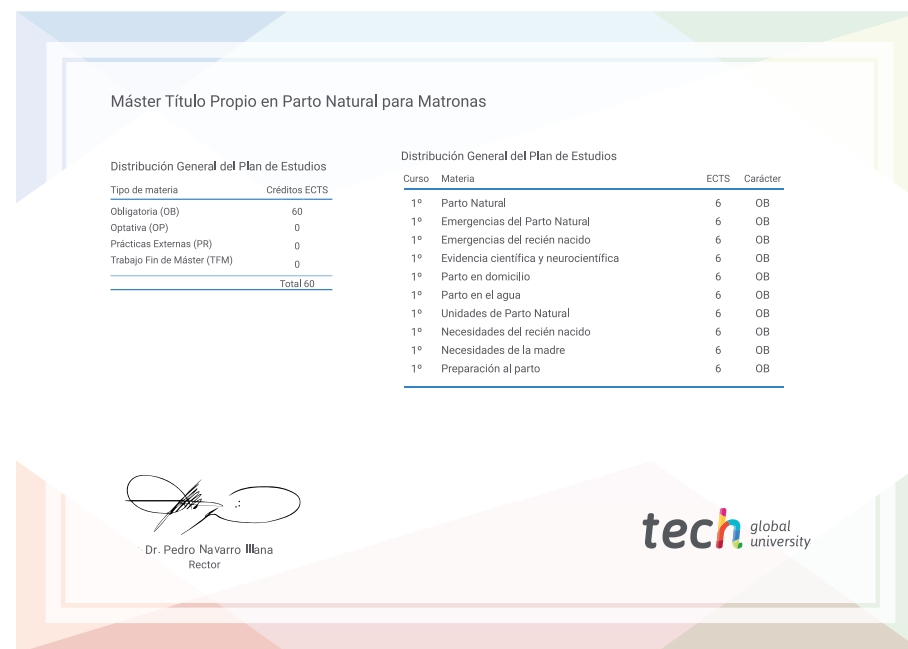 Máster Título Propio en Parto Natural para Matronas
Distribución General del Plan de Estudios
Tipo de materia Créditos ECTS
Obligatoria (OB) 60
Optativa (OP) 0
Prácticas Externas (PR) 0
Trabajo Fin de Máster (TFM) 0
Total 60
Distribución General del Plan de Estudios
Curso Materia ECTS Carácter
1º Parto Natural 6 OB
1º Emergencias del Parto Natural 6 OB
1º Emergencias del recién nacido 6 OB
1º Evidencia científica y neurocientífica 6 OB
1º Parto en domicilio 6 OB
1º Parto en el agua 6 OB
1º Unidades de Parto Natural 6 OB
1º Necesidades del recién nacido 6 OB
1º Necesidades de la madre 6 OB
1º Preparación al parto 6 OB
Dr. Pedro Navarro Illana
Rector
tech global
university